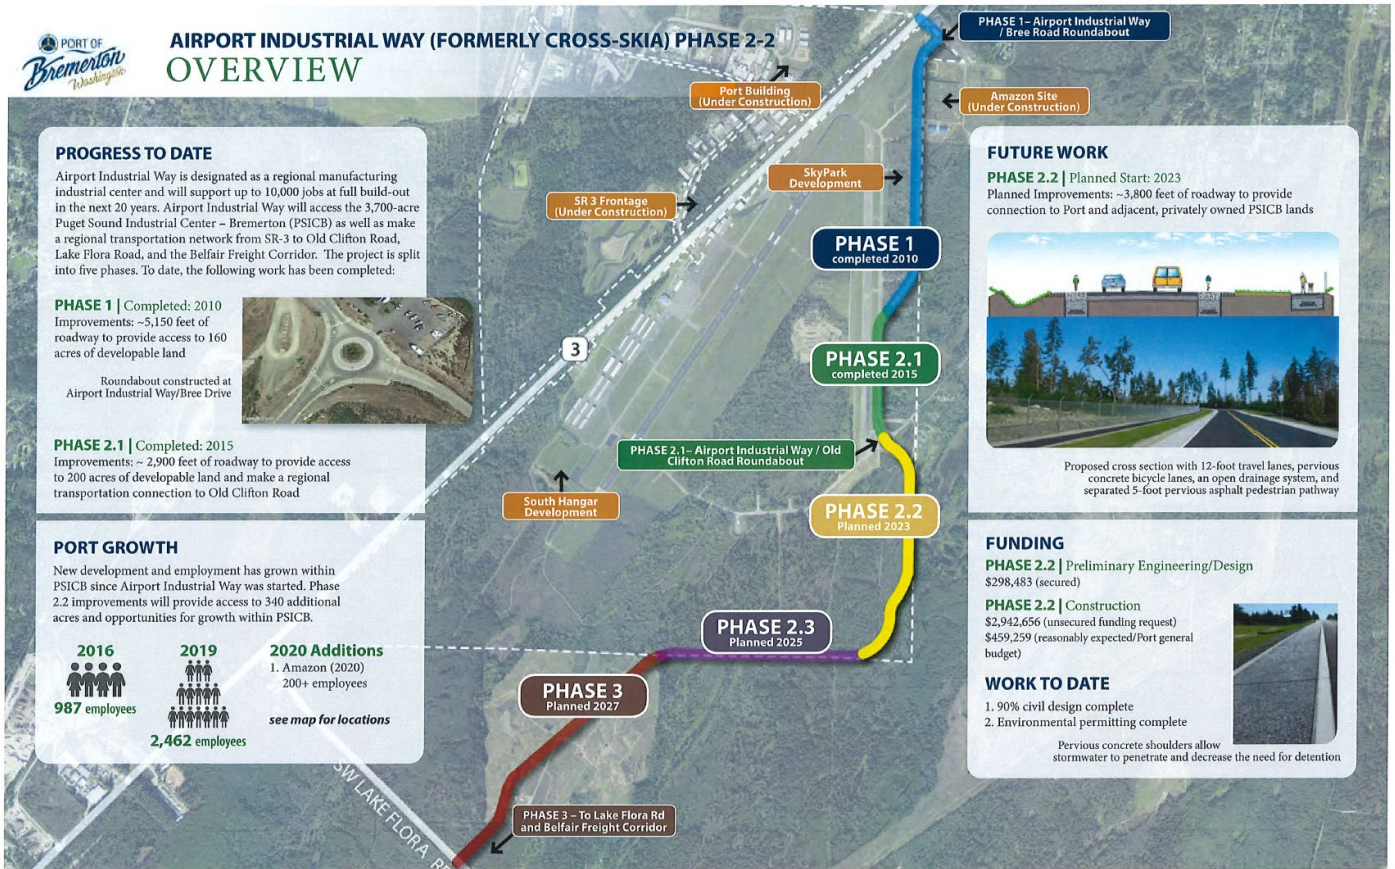 PORT OF
Bremerton
Washington
AIRPORT INDUSTRIAL WAY (FORMERLY CROSS-SKIA) PHASE 2-2
OVERVIEW
PROGRESS TO DATE
Airport Industrial Way is designated as a regional manufacturing
industrial center and will support up to 10,000 jobs at full build-out
in the next 20 years. Airport Industrial Way will access the 3,700-acre
Puget Sound Industrial Center – Bremerton (PSICB) as well as make
a regional transportation network from SR-3 to Old Clifton Road,
Lake Flora Road, and the Belfair Freight Corridor. The project is split
into five phases. To date, the following work has been completed:
PHASE 1 | Completed: 2010
Improvements: ~5,150 feet of
roadway to provide access to 160
acres of developable land
Roundabout constructed at
Airport Industrial Way/Bree Drive
PHASE 2.1 | Completed: 2015
Improvements: ~ 2,900 feet of roadway to provide access
to 200 acres of developable land and make a regional
transportation connection to Old Clifton Road
PORT GROWTH
New development and employment has grown within
PSICB since Airport Industrial Way was started. Phase
2.2 improvements will provide access to 340 additional
acres and opportunities for growth within PSICB.
2016
987 employees
2019
2,462 employees
2020 Additions
1. Amazon (2020)
200+ employees
see map for locations
PHASE 1– Airport Industrial Way
/ Bree Road Roundabout
Port Building
(Under Construction)
Amazon Site
(Under Construction)
SkyPark
Development
SR 3 Frontage
(Under Construction)
PHASE 1
completed 2010
3
PHASE 2.1
completed 2015
PHASE 2.1– Airport Industrial Way / Old
Clifton Road Roundabout
South Hangar
Development
PHASE 2.2
Planned 2023
PHASE 2.3
Planned 2025
PHASE 3
Planned 2027
PHASE 3 – To Lake Flora Rd
and Belfair Freight Corridor
SW LAKE FLORA
FUTURE WORK
PHASE 2.2 | Planned Start: 2023
Planned Improvements: ~3,800 feet of roadway to provide
connection to Port and adjacent, privately owned PSICB lands
Proposed cross section with 12-foot travel lanes, pervious
concrete bicycle lanes, an open drainage system, and
separated 5-foot pervious asphalt pedestrian pathway
FUNDING
PHASE 2.2 | Preliminary Engineering/Design
$298,483 (secured)
PHASE 2.2 | Construction
$2,942,656 (unsecured funding request)
$459,259 (reasonably expected/Port general
budget)
WORK TO DATE
1. 90% civil design complete
2. Environmental permitting complete
Pervious concrete shoulders allow
stormwater to penetrate and decrease the need for detention